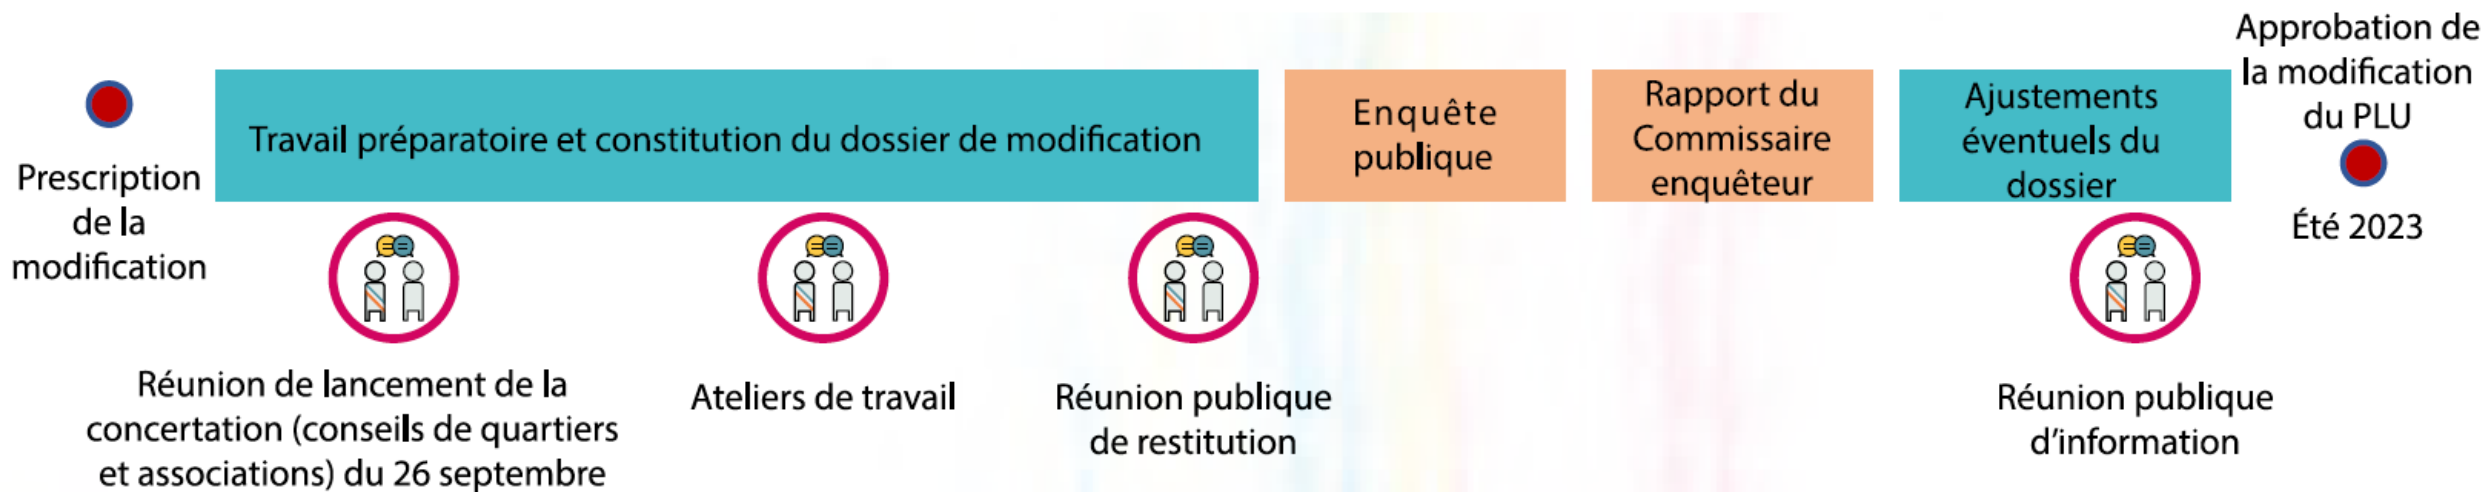 Prescription
de la
modification
Travail préparatoire et constitution du dossier de modification
Enquête
publique
Rapport du
Commissaire
enquêteur
Ajustements
éventuels du
dossier
Approbation de
la modification
du PLU
Été 2023
Réunion de lancement de la
concertation (conseils de quartiers
et associations) du 26 septembre
Ateliers de travail
Réunion publique
de restitution
Réunion publique
d’information